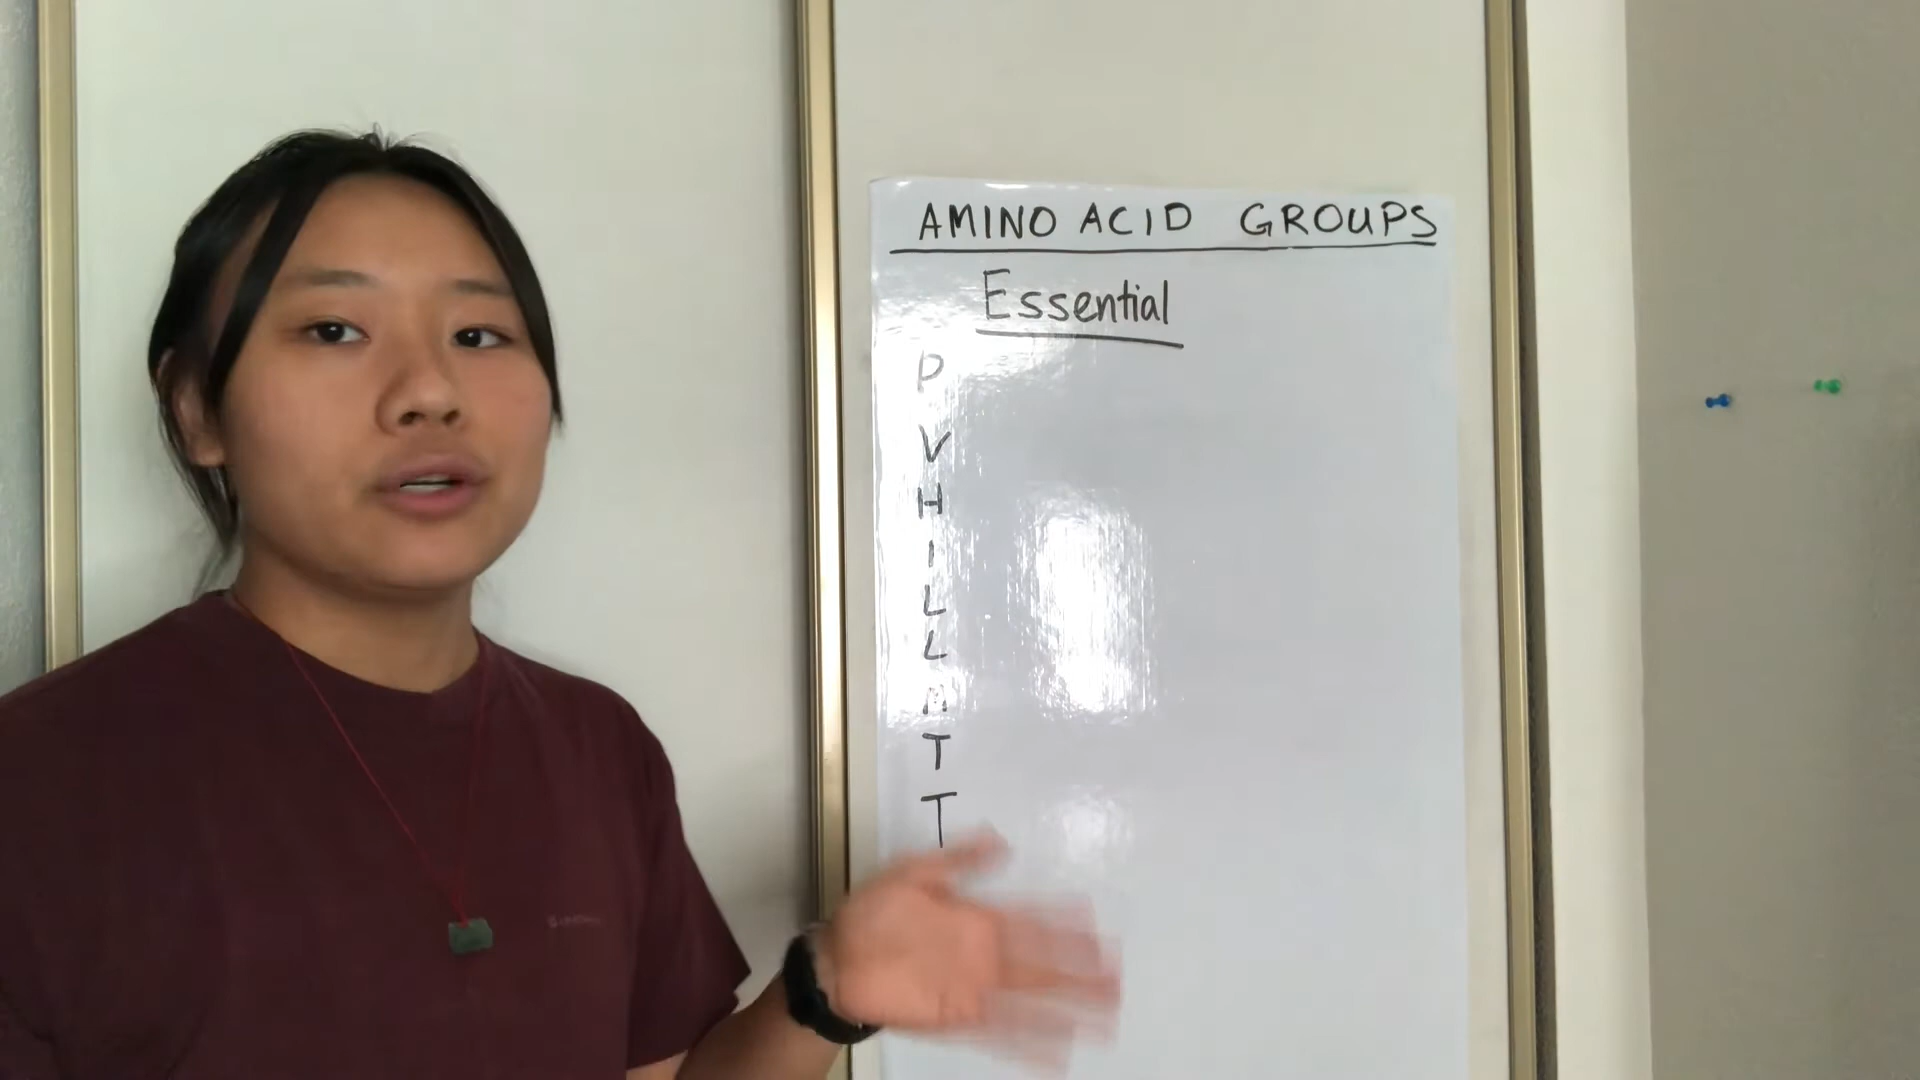 AMINO ACID GROUPS
Essential
P
V
H
I
L
L
M
T
T